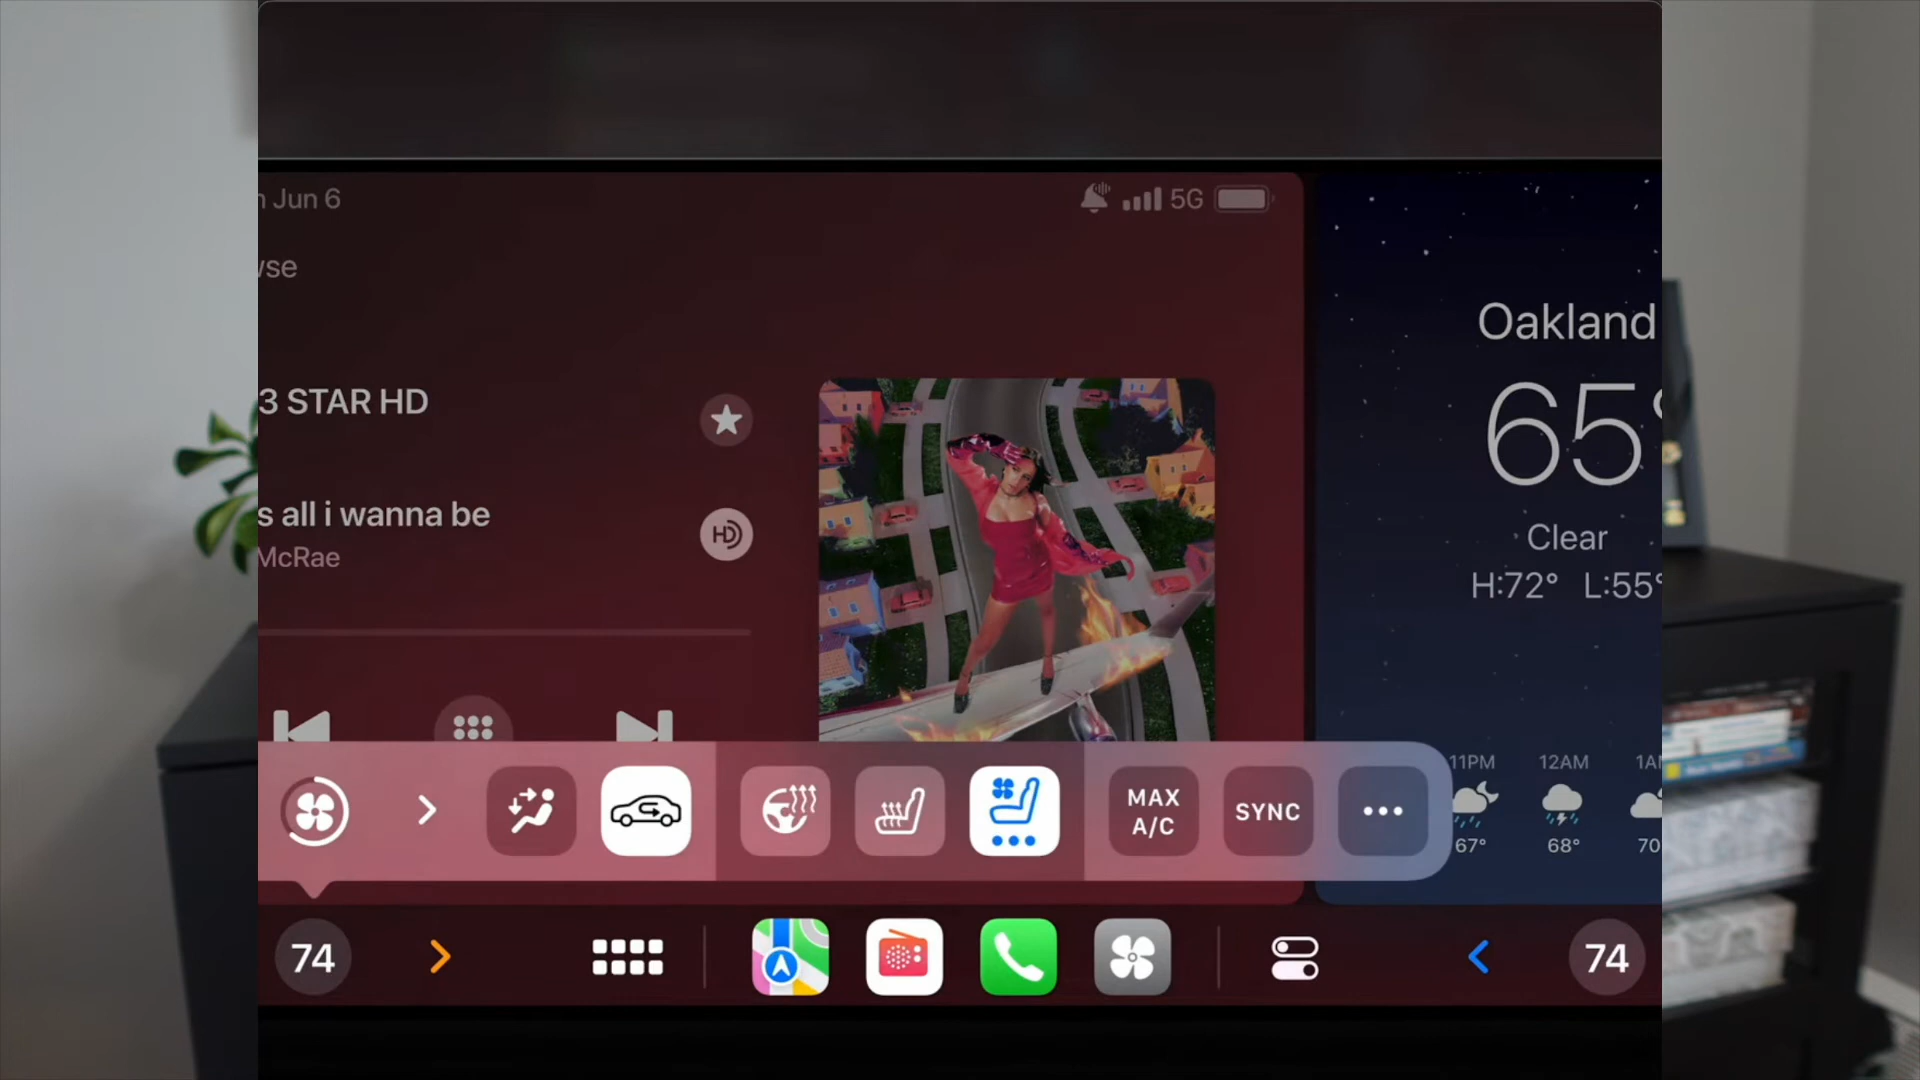 Jun 6
5G
3 STAR HD
HD
s all i wanna be
McRae
Oakland
65°
Clear
H:72° L:55°
11PM
12AM
67°
68°
70
MAX
A/C
SYNC
74
74